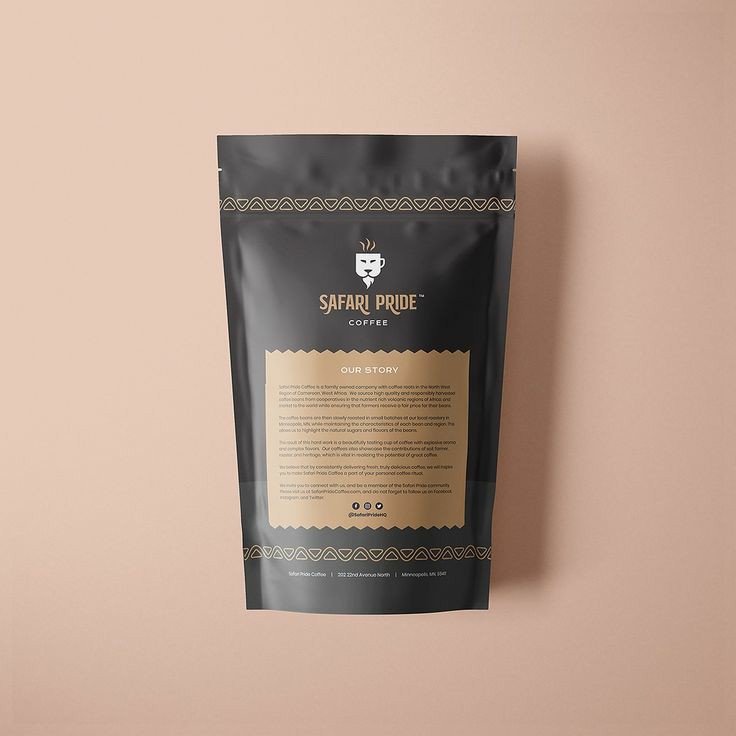 SAFARI PRIDE™
COFFEE
OUR STORY
Safari Pride Coffee is a family owned company with coffee roots in the North West
Region of Cameroon, West Africa. We source high quality and responsibly harvested
coffee beans from cooperatives in the nutrient rich volcanic regions of Africa and
market to the world while ensuring that farmers receive a fair price for their beans.
The coffee beans are then slowly roasted in small batches at our local roastery in
Minneapolis, MN, while maintaining the characteristics of each bean and region. This
allows us to highlight the natural sugars and flavors of the beans.
The result of this hard work is a beautifully tasting cup of coffee with explosive aroma
and complex flavors. Our coffees also showcase the contributions of soil, farmer,
roaster, and heritage, which is vital in realizing the potential of great coffee.
We believe that by consistently delivering fresh, truly delicious coffee, we will inspire
you to make Safari Pride Coffee a part of your personal coffee ritual.
We invite you to connect with us, and be a member of the Safari Pride community.
Please visit us at SafariPrideCoffee.com, and do not forget to follow us on Facebook,
Instagram, and Twitter.
@SafariPrideHQ
Safari Pride Coffee | 202 22nd Avenue North | Minneapolis, MN, 55411